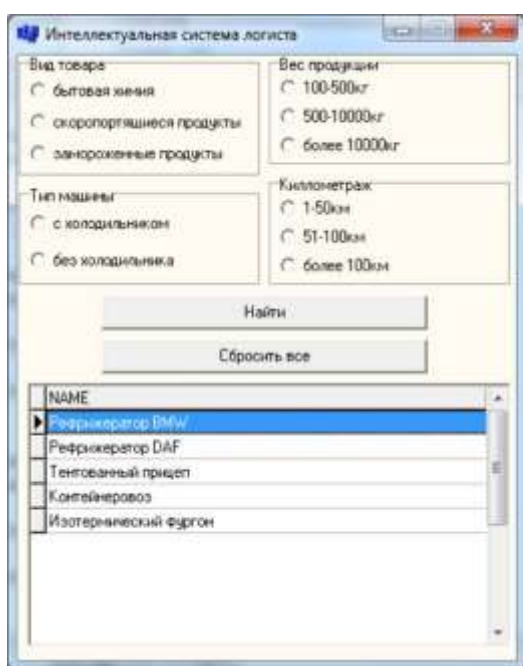 Интеллектуальная система логиста
Вид товара
бытовая химия
скоропортящиеся продукты
замороженные продукты
Вес продукции
100-500кг
500-10000кг
более 10000кг
Тип машины
с холодильником
без холодильника
Киллометраж
1-50км
51-100км
более 100км
Найти
Сбросить все
NAME
Рефрижератор BMW
Рефрижератор DAF
Тентованный прицеп
Контейнеровоз
Изотермический фургон